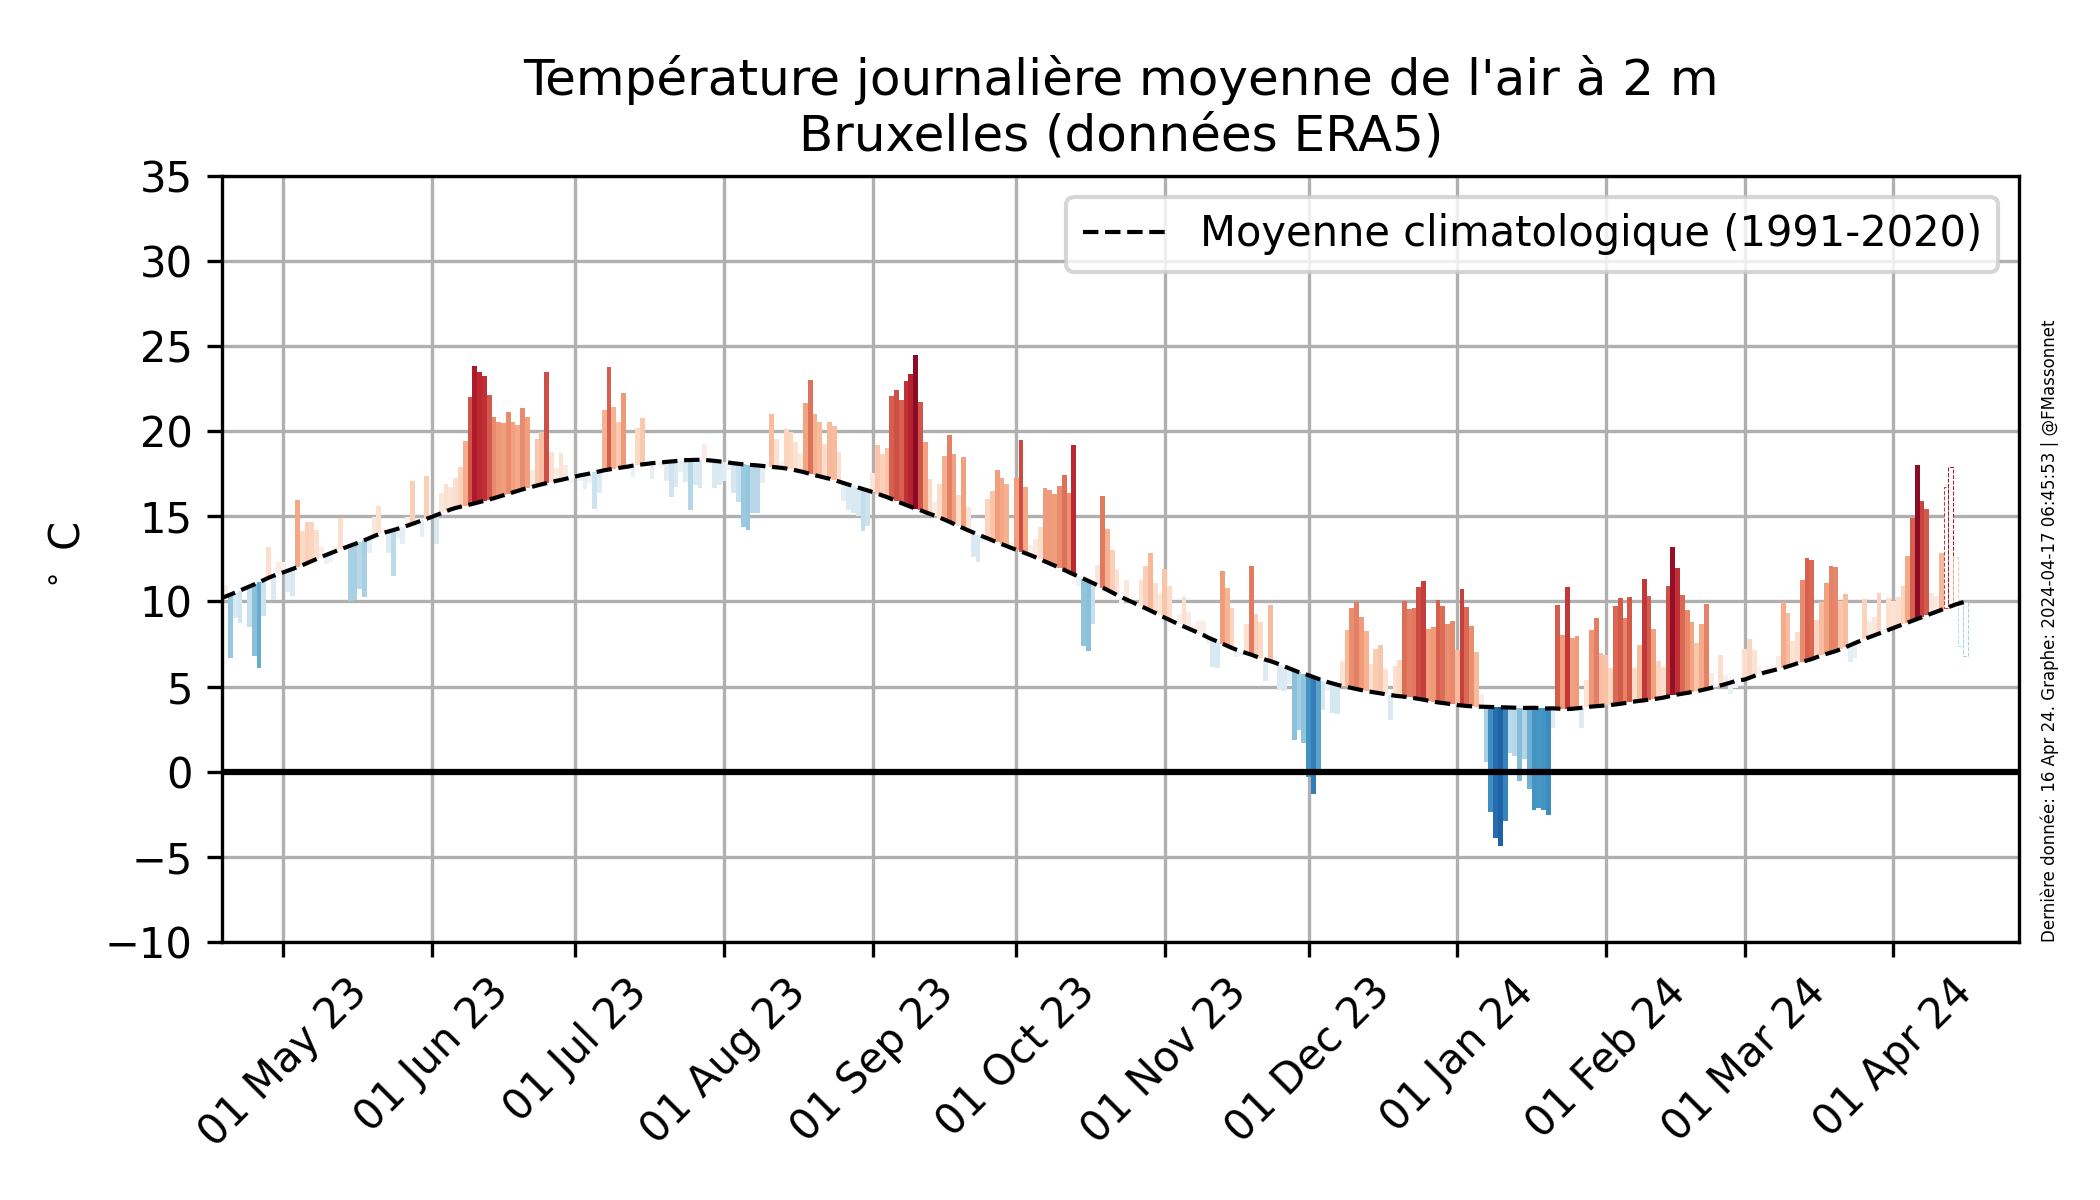 Température journalière moyenne de l'air à 2 m
Bruxelles (données ERA5)
Moyenne climatologique (1991-2020)
35
30
25
20
15
10
5
0
−5
−10
° C
01 May 23
01 Jun 23
01 Jul 23
01 Aug 23
01 Sep 23
01 Oct 23
01 Nov 23
01 Dec 23
01 Jan 24
01 Feb 24
01 Mar 24
01 Apr 24
Dernière donnée: 16 Apr 24. Graphe: 2024-04-17 06:45:53 | @FMassonnet